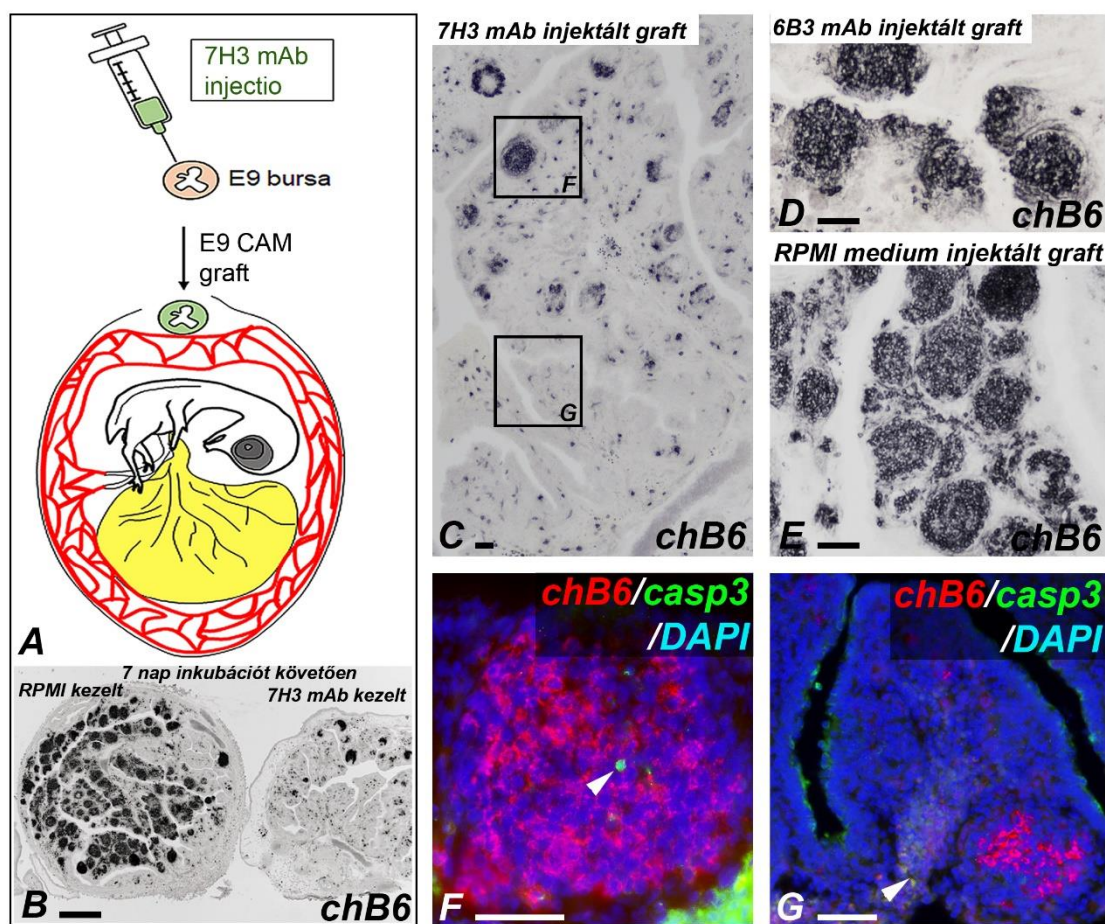 7H3 mAb
injectio
E9 bursa
E9 CAM
graft
A
7 nap inkubációt követően
RPMI kezelt
7H3 mAb kezelt
B
chB6
7H3 mAb injektált graft
F
G
C
chB6
6B3 mAb injektált graft
D
chB6
RPMI medium injektált graft
E
chB6
chB6/casp3
/DAPI
F
chB6/casp3
/DAPI
G